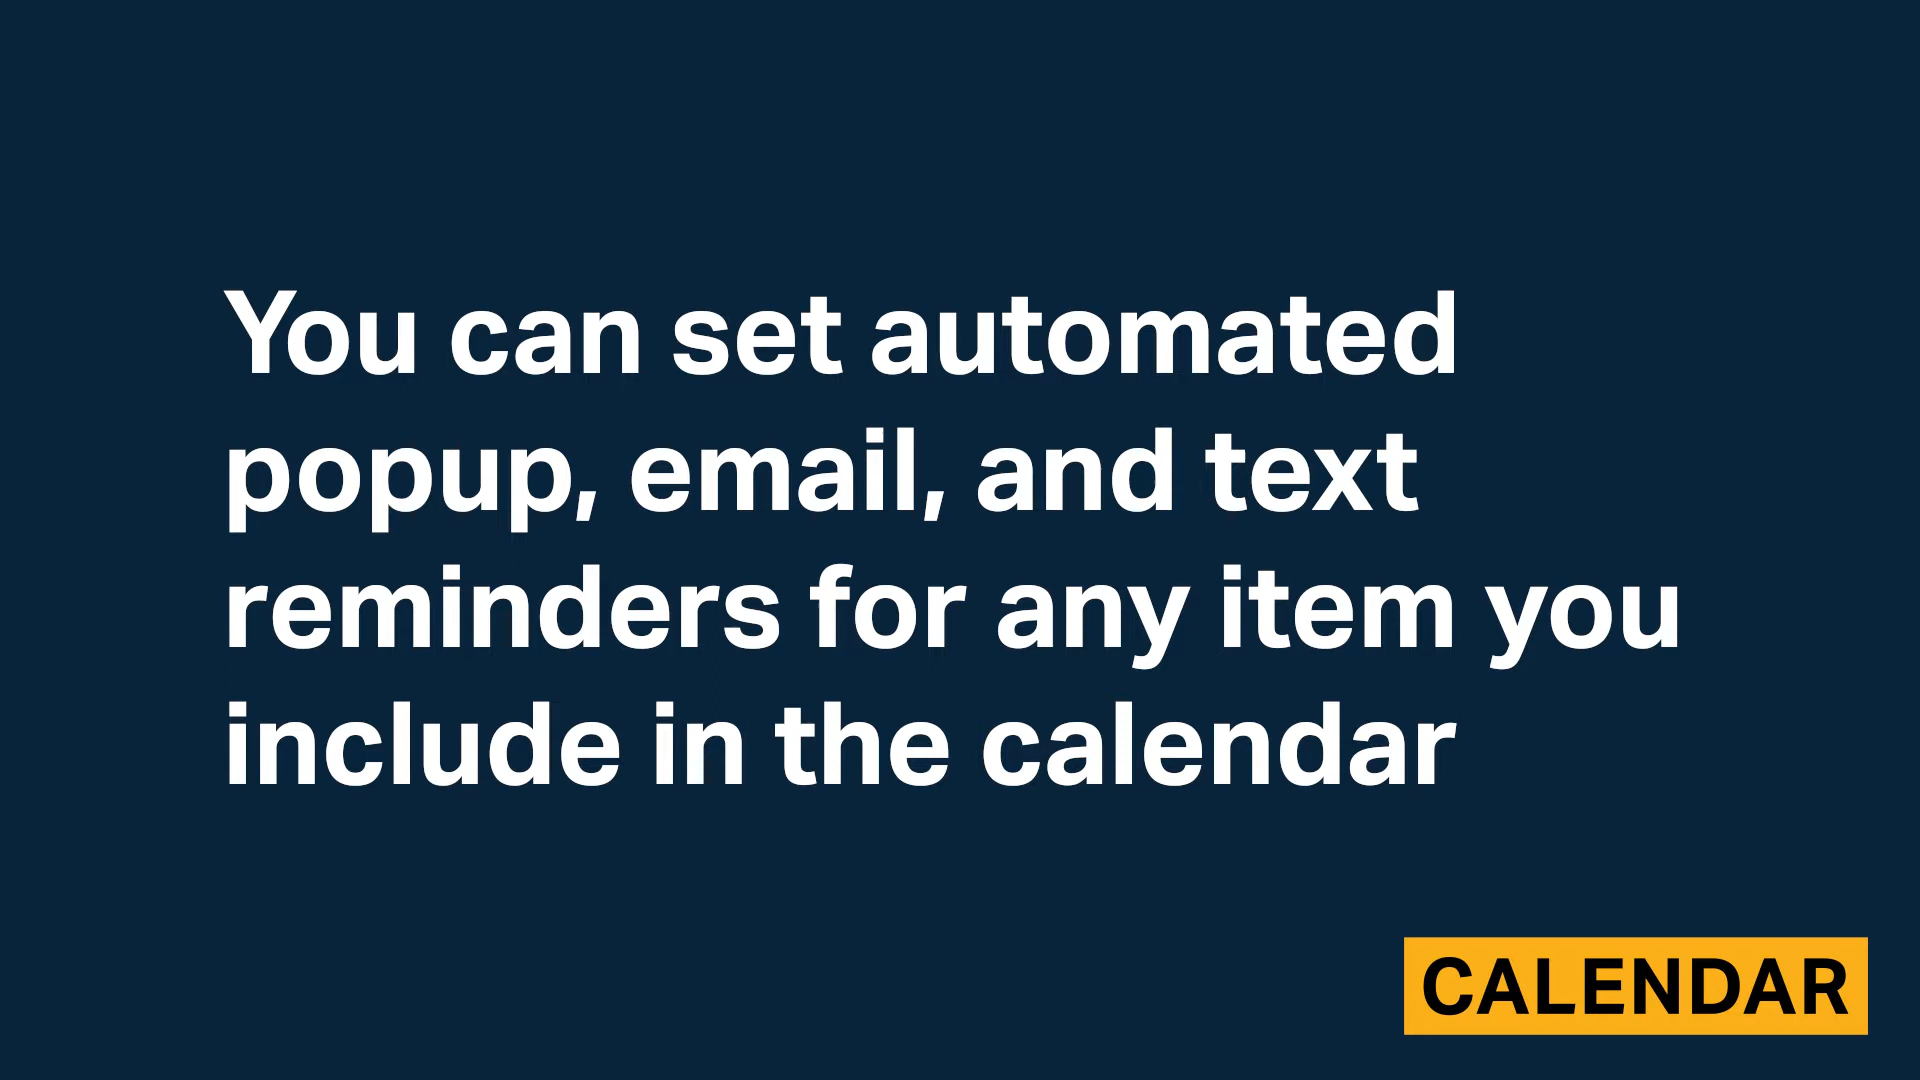 You can set automated
popup, email, and text
reminders for any item you
include in the calendar
CALENDAR